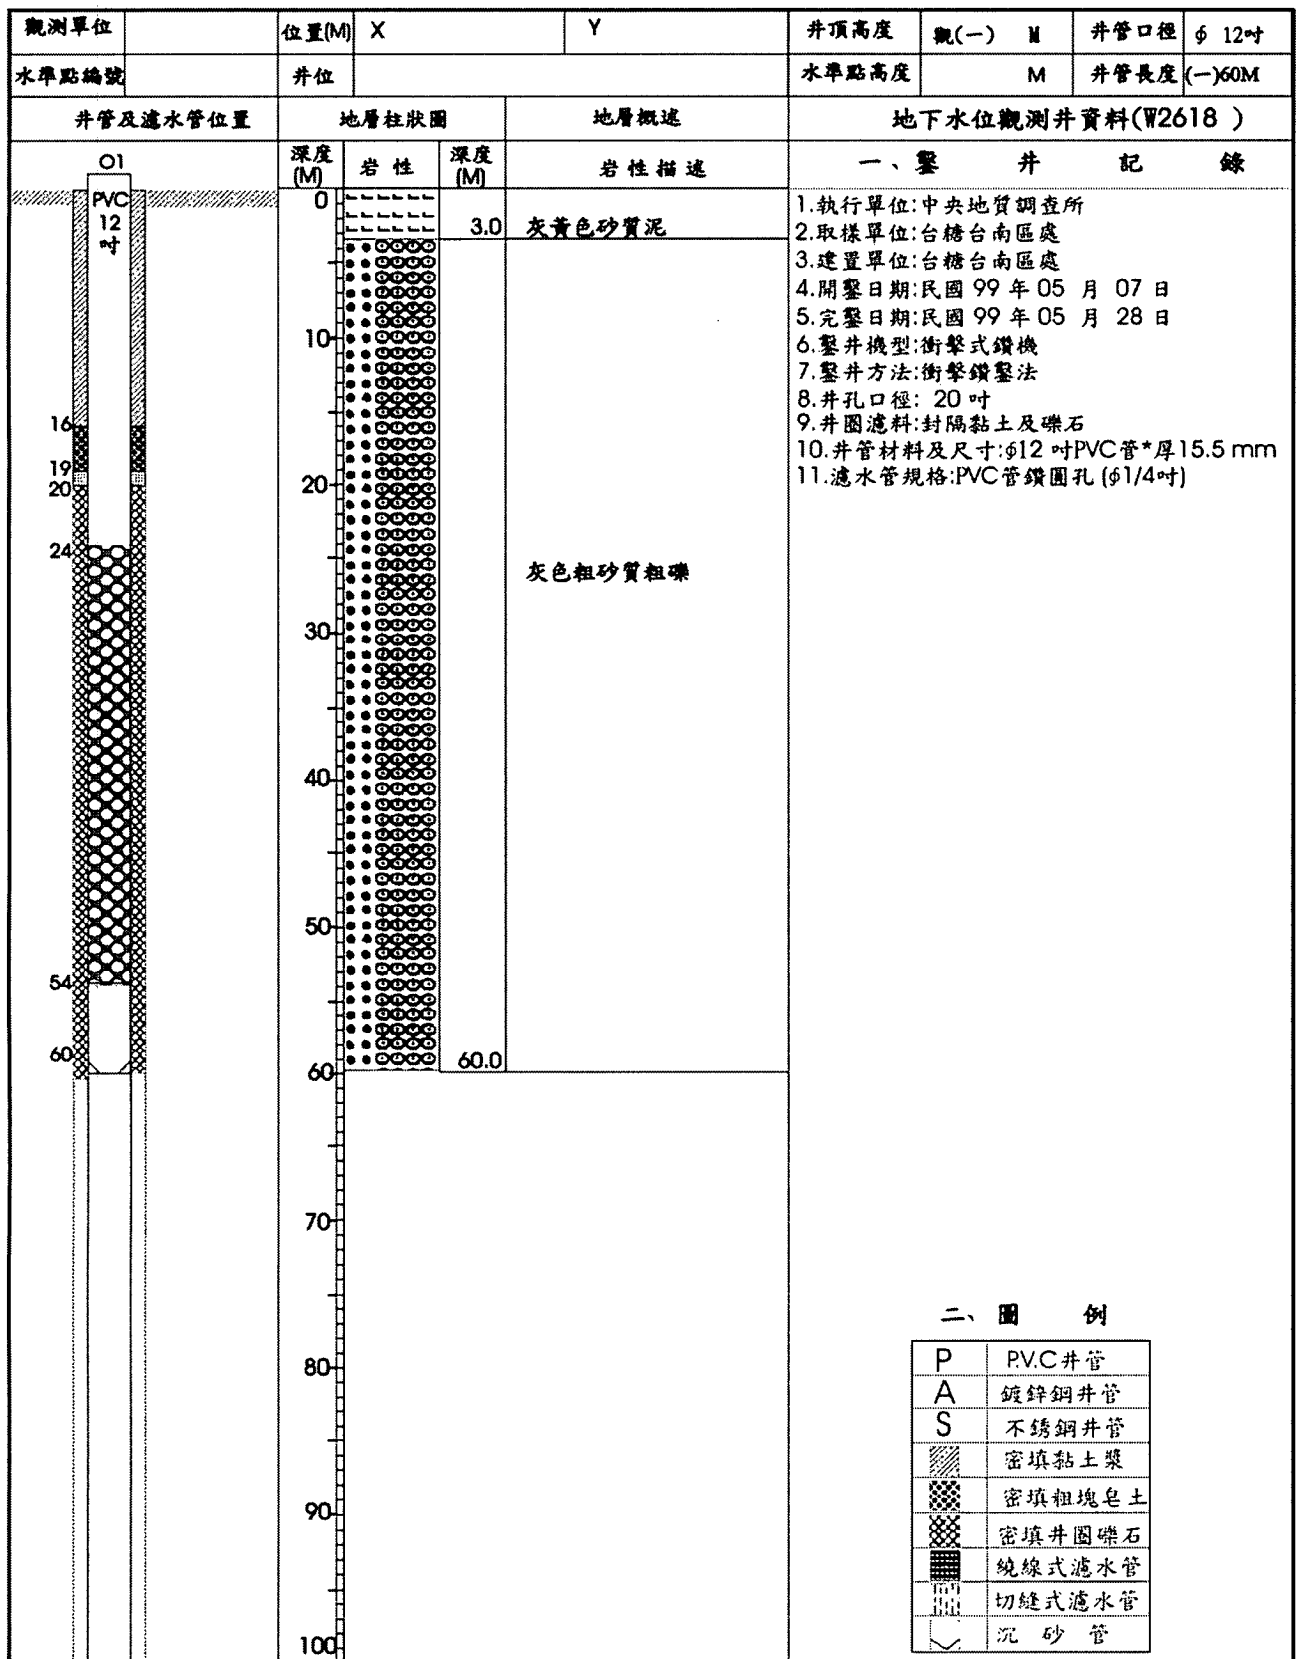 觀測單位 位置(M) X Y 井頂高度 觀(一) M 井管口徑 ϕ 12吋
水準點編號 井位 水準點高度 M 井管長度 (一)60M
井管及濾水管位置 地層柱狀圖 地層概述 地下水位觀測井資料(W2618 )
O1
PVC
12
吋
16
19
20
24
54
60
深度
(M)
岩 性
深度
(M)
岩 性 描 述
0
10
20
30
40
50
60
70
80
90
100
3.0 灰黃色砂質泥
灰色粗砂質粗礫
60.0
一、鑿 井 記 錄
1.執行單位:中央地質調查所
2.取樣單位:台糖台南區處
3.建置單位:台糖台南區處
4.開鑿日期:民國 99 年 05 月 07 日
5.完鑿日期:民國 99 年 05 月 28 日
6.鑿井機型:衝擊式鑽機
7.鑿井方法:衝擊鑽鑿法
8.井孔口徑: 20 吋
9.井圈濾料:封隔黏土及礫石
10.井管材料及尺寸:ϕ12 吋PVC管*厚15.5 mm
11.濾水管規格:PVC管鑽圓孔 (ϕ1/4吋)
二、圖 例
P P.V.C井管
A 鍍鋅鋼井管
S 不銹鋼井管
密填黏土漿
密填粗塊皂土
密填井圈礫石
繞線式濾水管
切縫式濾水管
沉 砂 管